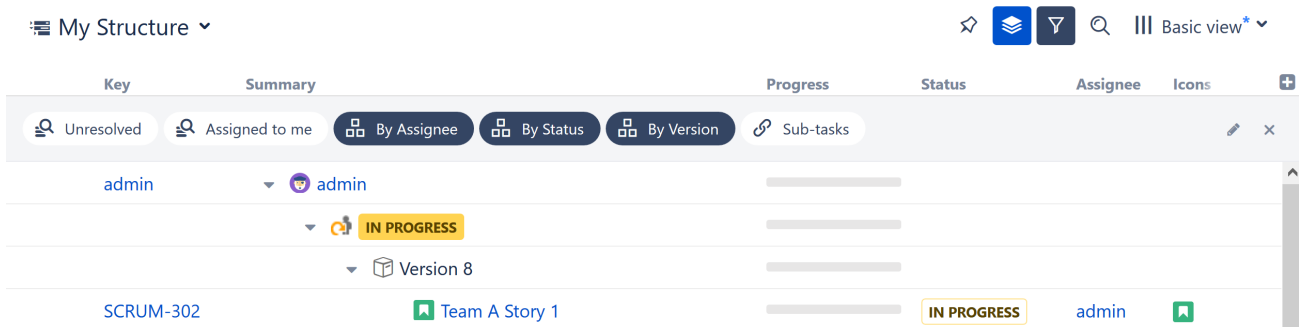 My Structure
Basic view*
Key Summary Progress Status Assignee Icons
Unresolved Assigned to me By Assignee By Status By Version Sub-tasks
admin admin
IN PROGRESS
Version 8
SCRUM-302 Team A Story 1 IN PROGRESS admin